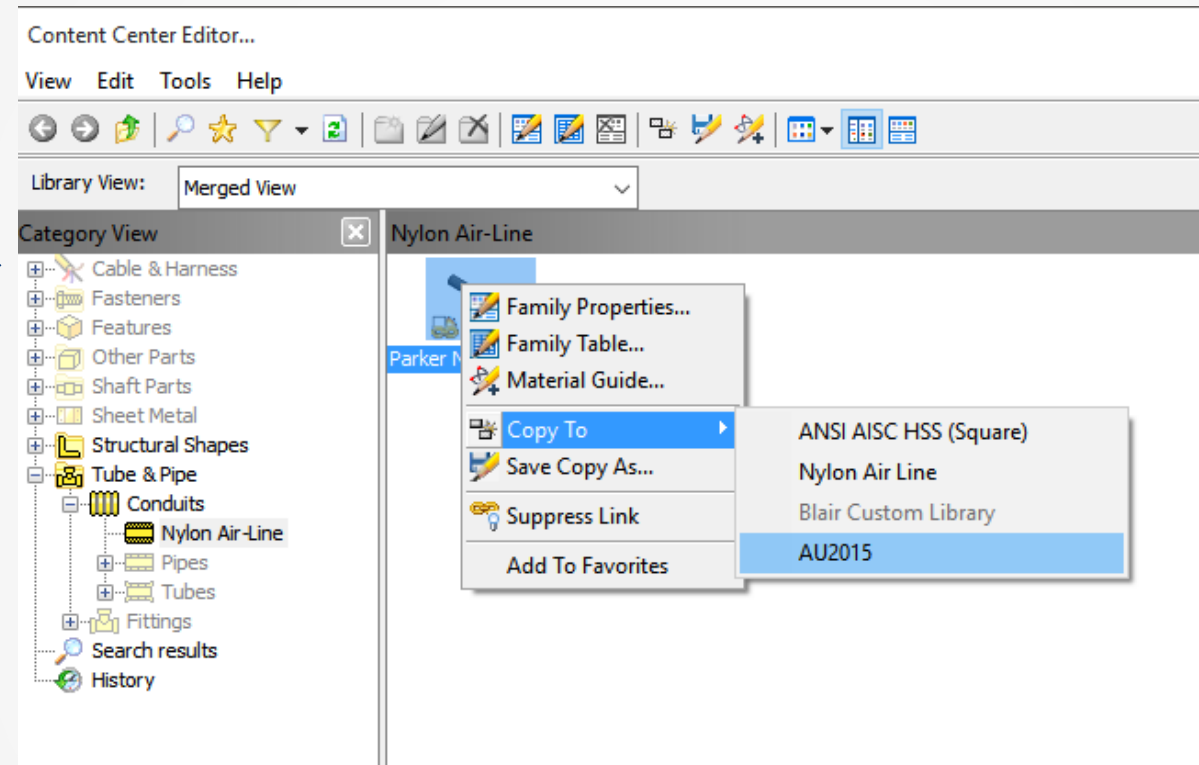 Content Center Editor...
View Edit Tools Help
Library View: Merged View
Category View
Cable & Harness
Fasteners
Features
Other Parts
Shaft Parts
Sheet Metal
Structural Shapes
Tube & Pipe
Conduits
Nylon Air-Line
Pipes
Tubes
Fittings
Search results
History
Nylon Air-Line
Parker
Family Properties...
Family Table...
Material Guide...
Copy To
Save Copy As...
Suppress Link
Add To Favorites
ANSI AISC HSS (Square)
Nylon Air Line
Blair Custom Library
AU2015